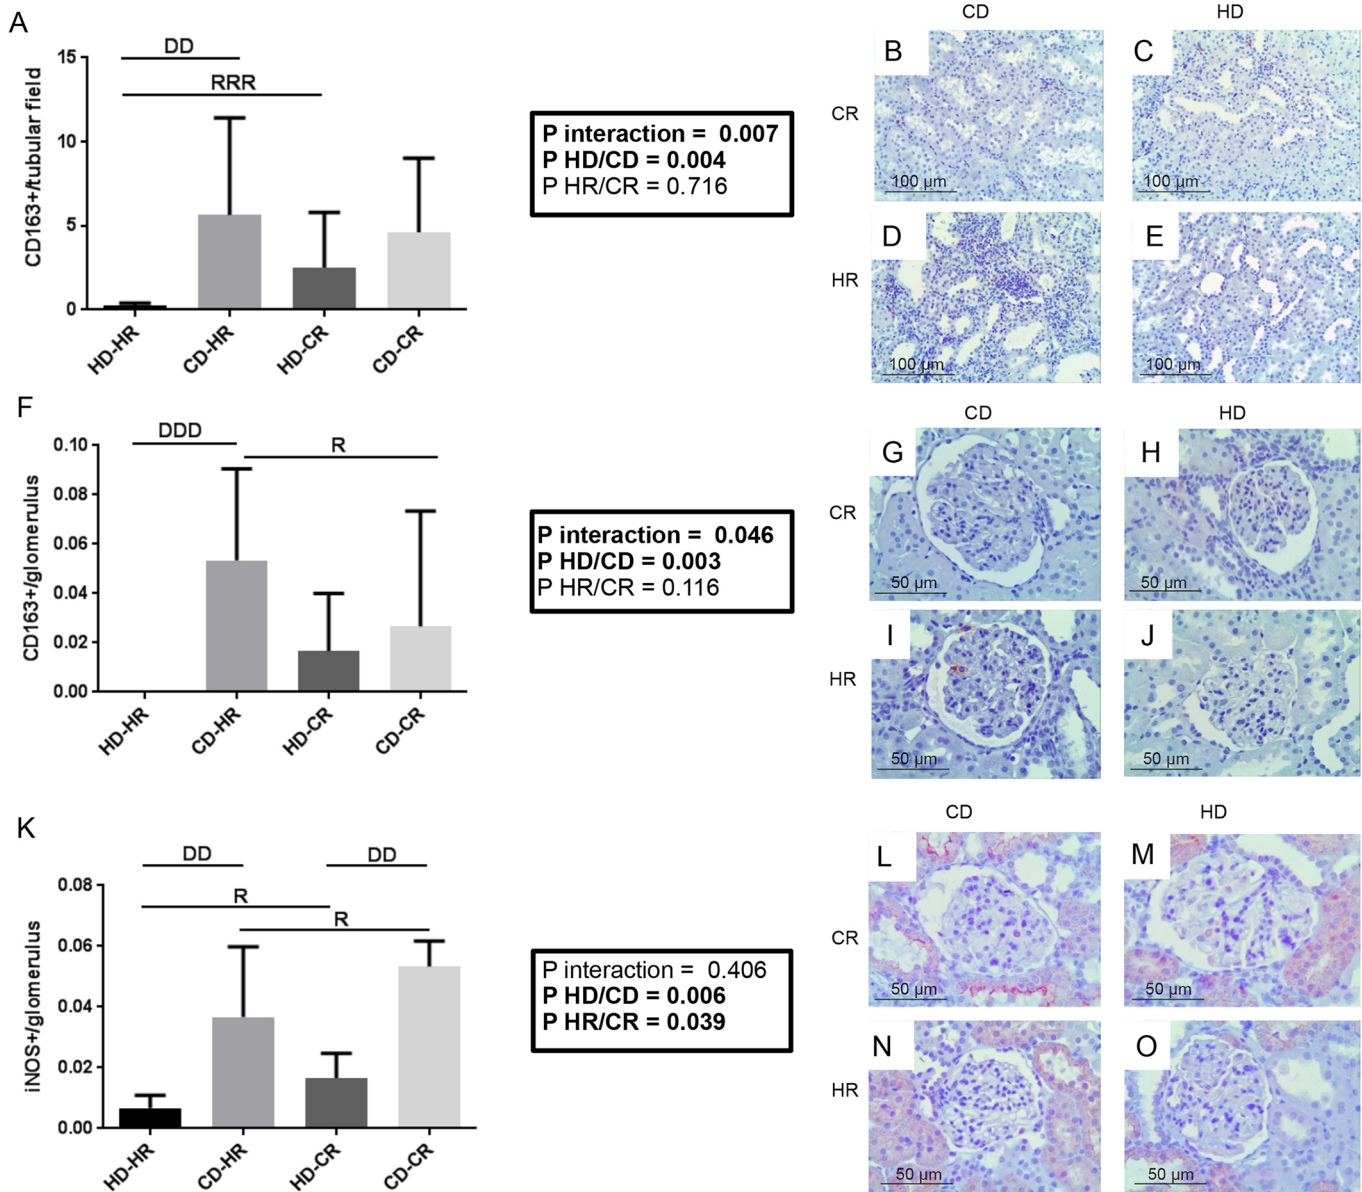 A
DD
RRR
CD163+/tubular field
15
10
5
0
HD-HR
CD-HR
HD-CR
CD-CR
P interaction = 0.007
P HD/CD = 0.004
P HR/CR = 0.716
CD
HD
CR
HR
B
100 µm
C
100 µm
D
100 µm
E
100 µm
F
DDD
R
CD163+/glomerulus
0.10
0.08
0.06
0.04
0.02
0.00
HD-HR
CD-HR
HD-CR
CD-CR
P interaction = 0.046
P HD/CD = 0.003
P HR/CR = 0.116
CD
HD
CR
HR
G
50 µm
H
50 µm
I
50 µm
J
50 µm
K
DD
DD
R
R
iNOS+/glomerulus
0.08
0.06
0.04
0.02
0.00
HD-HR
CD-HR
HD-CR
CD-CR
P interaction = 0.406
P HD/CD = 0.006
P HR/CR = 0.039
CD
HD
CR
HR
L
50 µm
M
50 µm
N
50 µm
O
50 µm